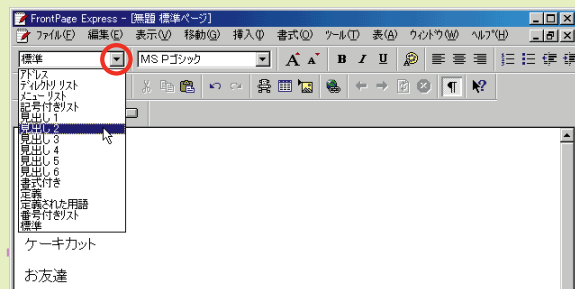 FrontPage Express - [無題 標準ページ]
ファイル(F) 編集(E) 表示(V) 移動(G) 挿入(I) 書式(O) ツール(T) 表(A) ウィンドウ(W) ヘルプ(H)
標準 MS Pゴシック A A B I U
アドレス
ディレクトリ リスト
メニュー リスト
記号付きリスト
見出し 1
見出し 2
見出し 3
見出し 4
見出し 5
見出し 6
書式付き
定義
定義された用語
番号付きリスト
標準
ケーキカット
お友達